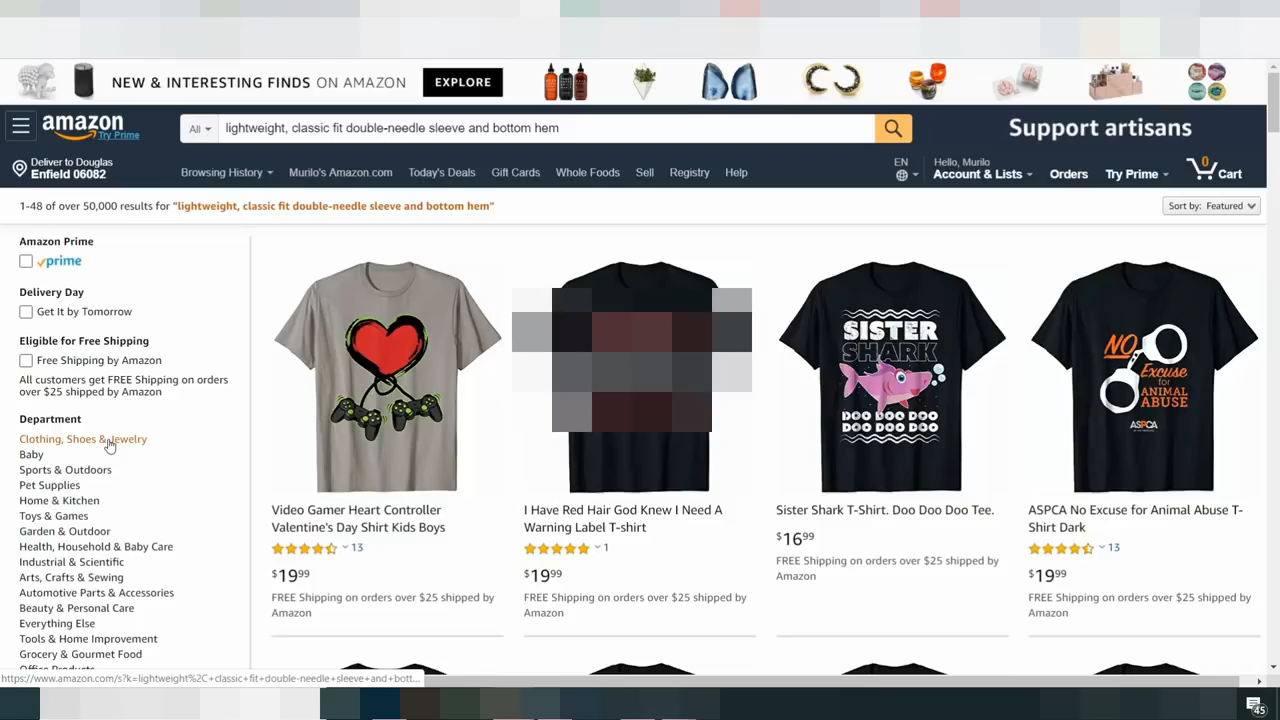 NEW & INTERESTING FINDS ON AMAZON
EXPLORE
amazon
Try Prime
All
lightweight, classic fit double-needle sleeve and bottom hem
Support artisans
Deliver to Douglas
Enfield 06082
Browsing History
Murilo's Amazon.com
Today's Deals
Gift Cards
Whole Foods
Sell
Registry
Help
EN
Hello, Murilo
Account & Lists
Orders
Try Prime
0
Cart
1-48 of over 50,000 results for "lightweight, classic fit double-needle sleeve and bottom hem"
Sort by: Featured
Amazon Prime
prime
Delivery Day
Get It by Tomorrow
Eligible for Free Shipping
Free Shipping by Amazon
All customers get FREE Shipping on orders
over $25 shipped by Amazon
Department
Clothing, Shoes & Jewelry
Baby
Sports & Outdoors
Pet Supplies
Home & Kitchen
Toys & Games
Garden & Outdoor
Health, Household & Baby Care
Industrial & Scientific
Arts, Crafts & Sewing
Automotive Parts & Accessories
Beauty & Personal Care
Everything Else
Tools & Home Improvement
Grocery & Gourmet Food
Office Products
Video Gamer Heart Controller
Valentine's Day Shirt Kids Boys
13
$19.99
FREE Shipping on orders over $25 shipped by
Amazon
I Have Red Hair God Knew I Need A
Warning Label T-shirt
1
$19.99
FREE Shipping on orders over $25 shipped by
Amazon
SISTER
SHARK
DOO DOO DOO
DOO DOO DOO
Sister Shark T-Shirt. Doo Doo Doo Tee.
$16.99
FREE Shipping on orders over $25 shipped by
Amazon
NO
Excuse
for
ANIMAL
ABUSE
ASPCA
ASPCA No Excuse for Animal Abuse T-
Shirt Dark
13
$19.99
FREE Shipping on orders over $25 shipped by
Amazon
https://www.amazon.com/s?k=lightweight%2C+classic+fit+double-needle+sleeve+and+bott...
45